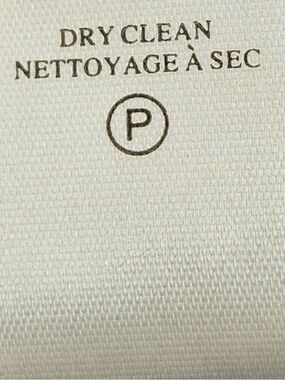 DRY CLEAN
NETTOYAGE À SEC
P